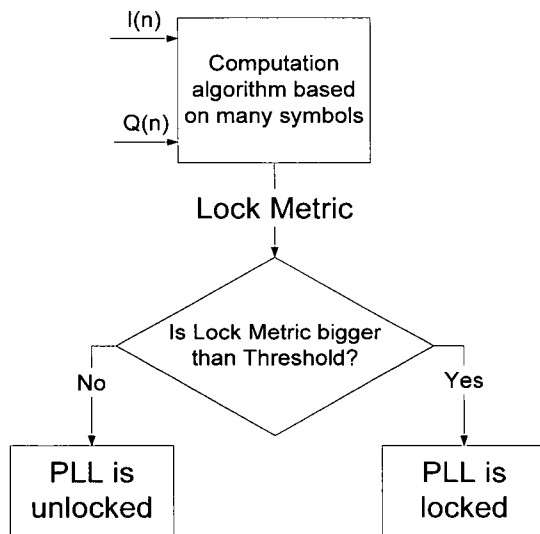 I(n)
Computation
algorithm based
on many symbols
Q(n)
Lock Metric
Is Lock Metric bigger
than Threshold?
No
Yes
PLL is
unlocked
PLL is
locked